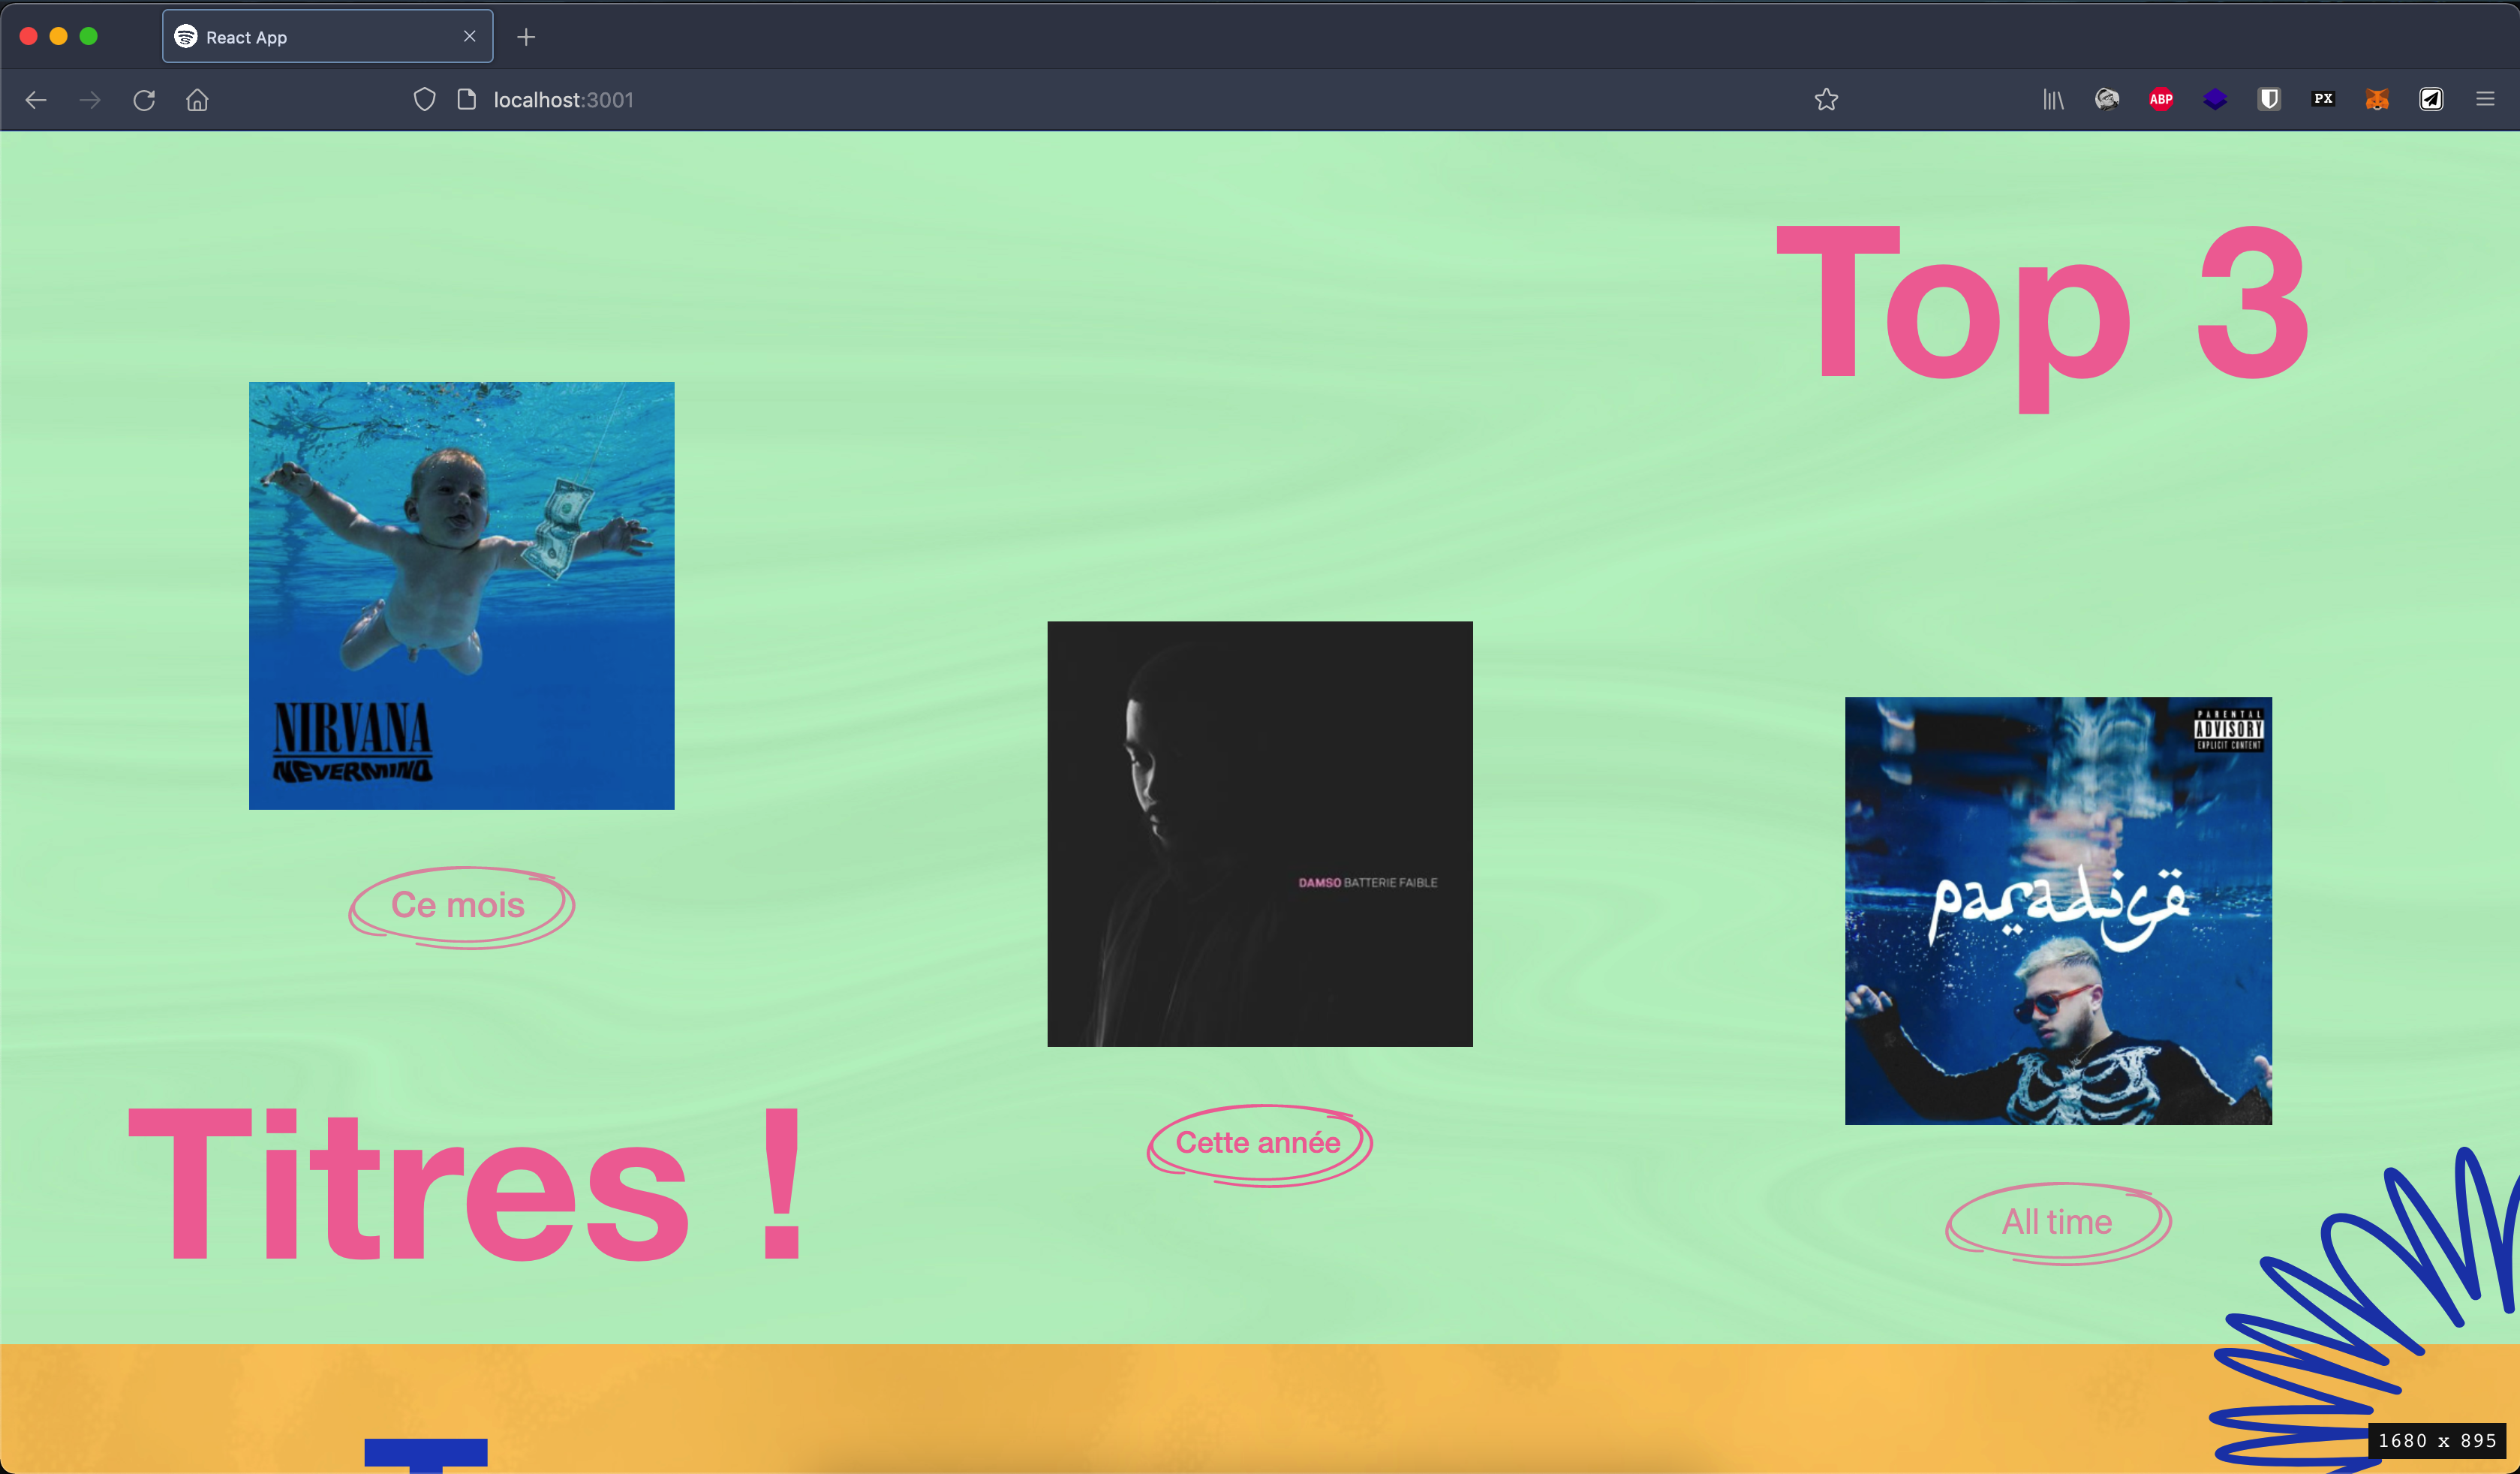 React App
localhost:3001
ABP
PX
Top 3
NIRVANA
NEVERMIND
DAMSO BATTERIE FAIBLE
PARENTAL
ADVISORY
EXPLICIT CONTENT
paradise
Ce mois
Cette année
Titres !
All time
1680 x 895